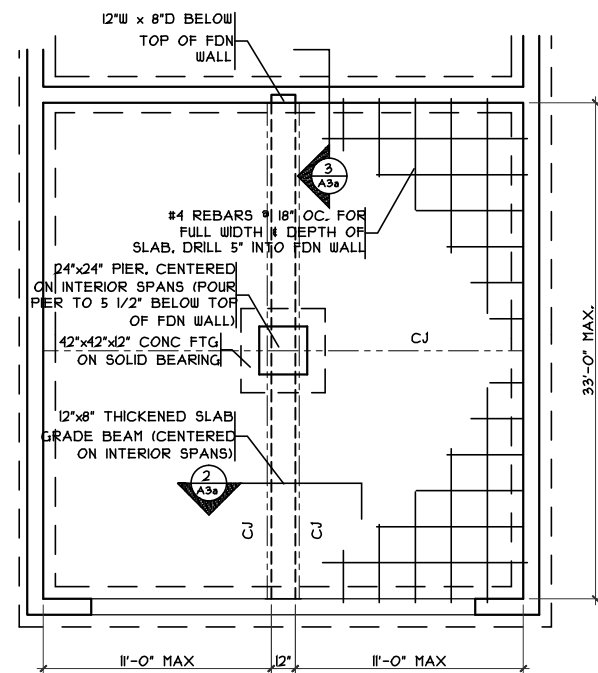 12"W x 8"D BELOW
TOP OF FDN
WALL
3
A3a
#4 REBARS @ 18" OC. FOR
FULL WIDTH & DEPTH OF
SLAB, DRILL 5" INTO FDN WALL
24"x24" PIER, CENTERED
ON INTERIOR SPANS (POUR
PIER TO 5 1/2" BELOW TOP
OF FDN WALL)
42"x42"x12" CONC FTG
ON SOLID BEARING
CJ
33'-0" MAX.
12"x8" THICKENED SLAB
GRADE BEAM (CENTERED
ON INTERIOR SPANS)
2
A3a
CJ
CJ
11'-0" MAX
12"
11'-0" MAX